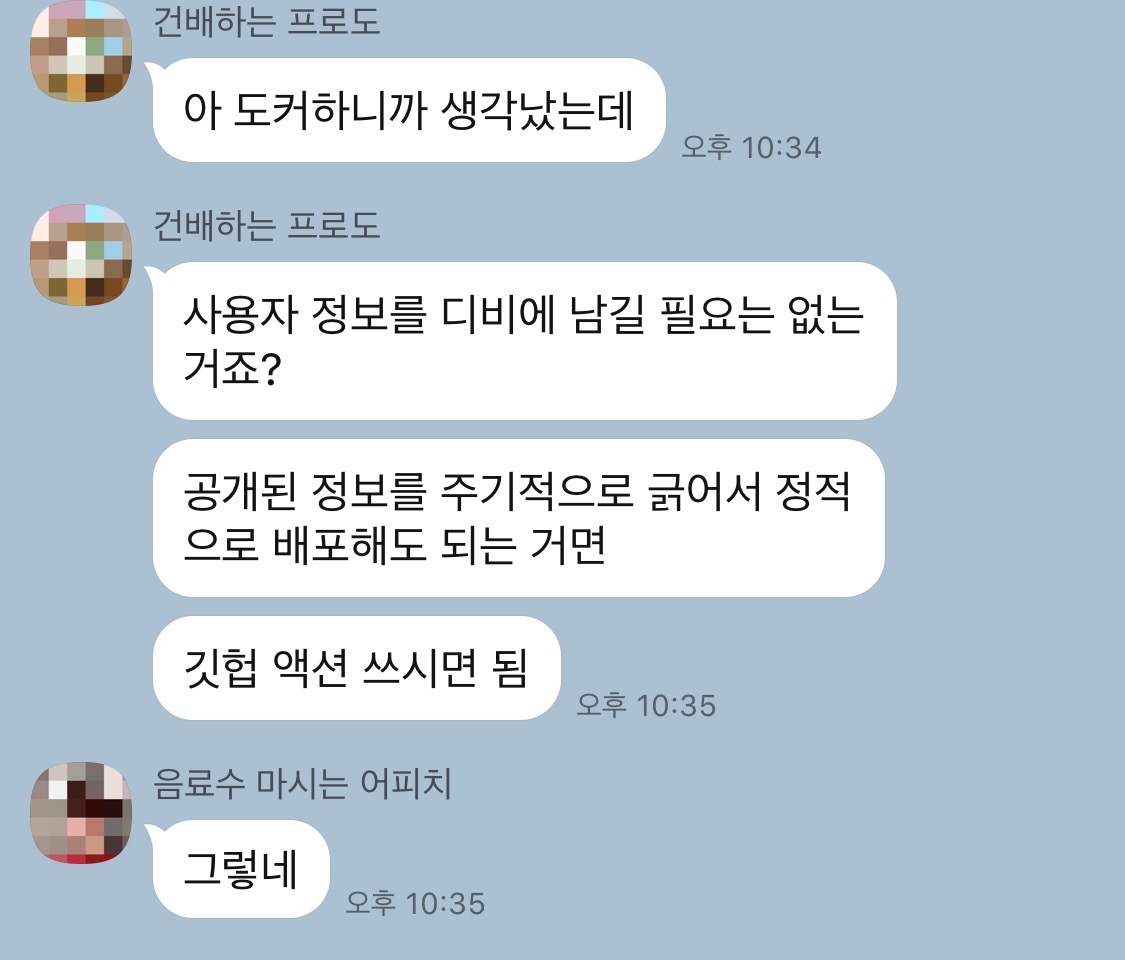 건배하는 프로도
아 도커하니까 생각났는데
오후 10:34
건배하는 프로도
사용자 정보를 디비에 남길 필요는 없는
거죠?
공개된 정보를 주기적으로 긁어서 정적
으로 배포해도 되는 거면
깃헙 액션 쓰시면 됨
오후 10:35
음료수 마시는 어피치
그렇네
오후 10:35